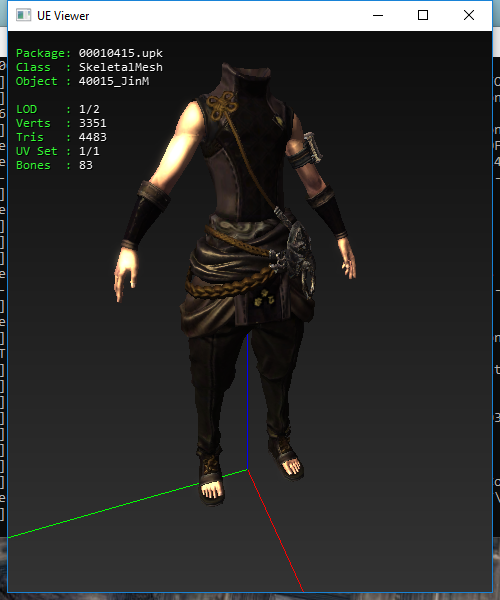 UE Viewer
Package: 00010415.upk
Class  : SkeletalMesh
Object : 40015_JinM
LOD    : 1/2
Verts  : 3351
Tris   : 4483
UV Set : 1/1
Bones  : 83